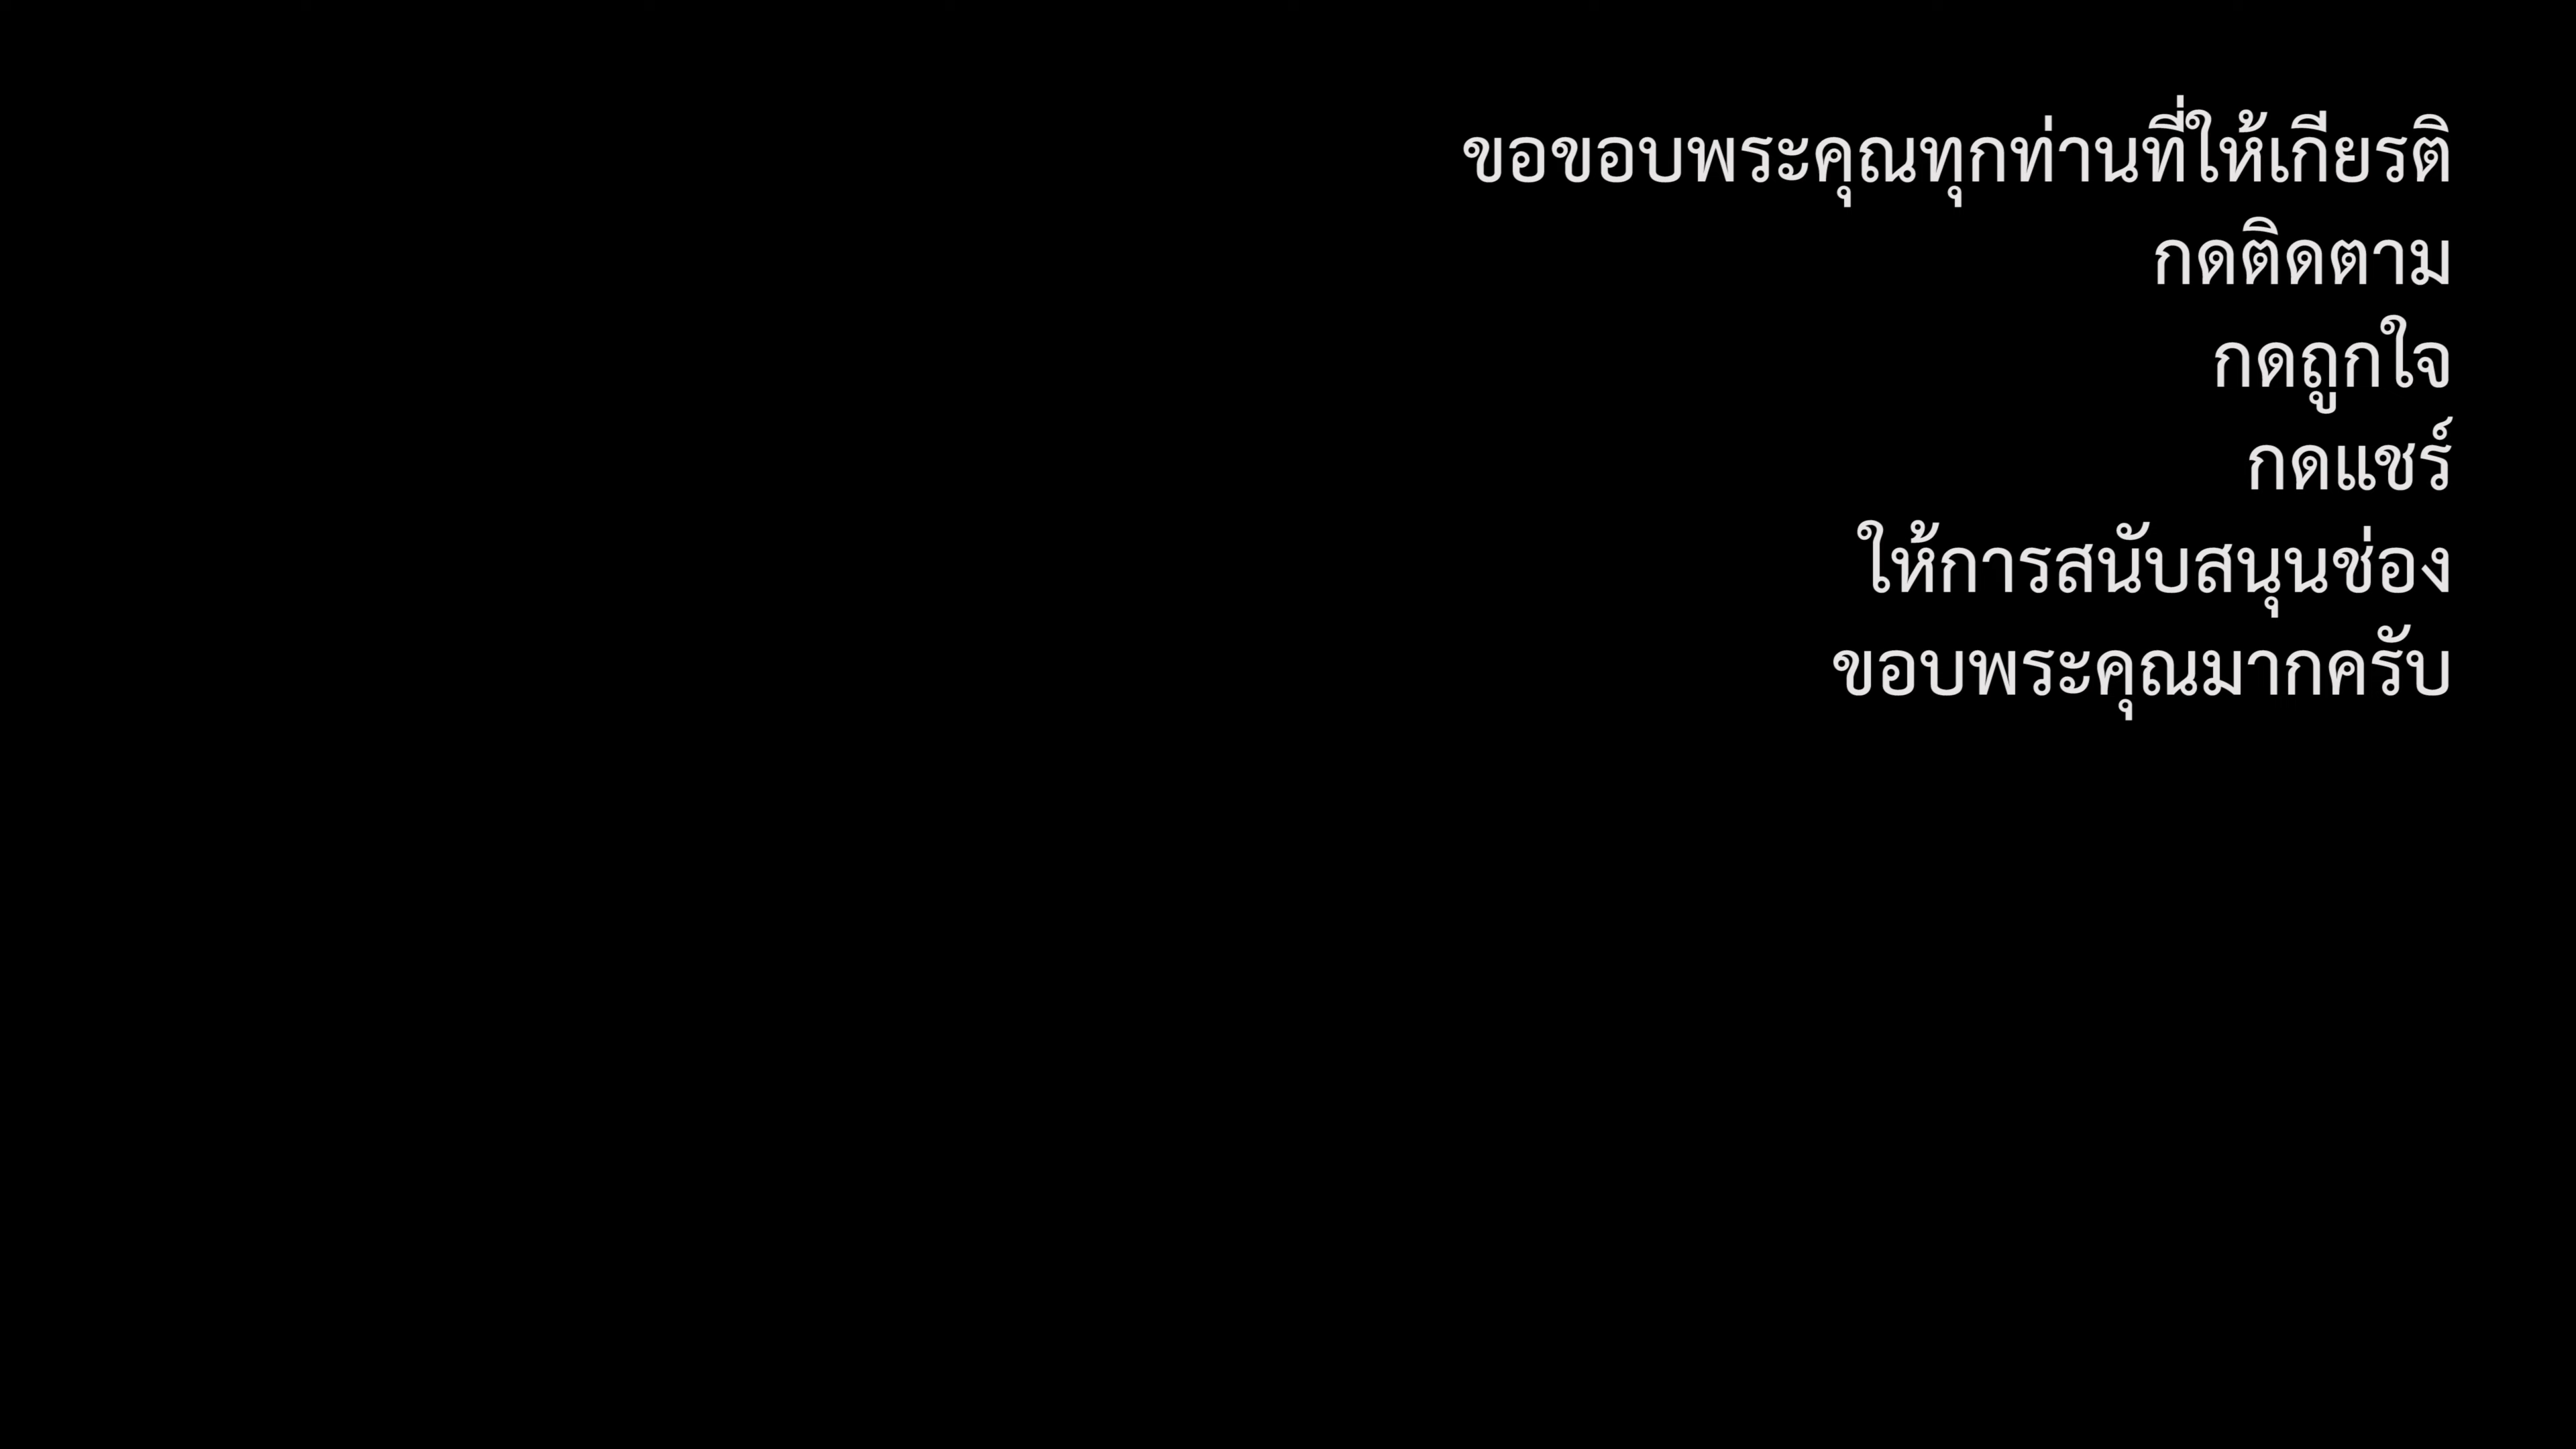 ขอขอบพระคุณทุกท่านที่ให้เกียรติ
กดติดตาม
กดถูกใจ
กดแชร์
ให้การสนับสนุนช่อง
ขอบพระคุณมากครับ